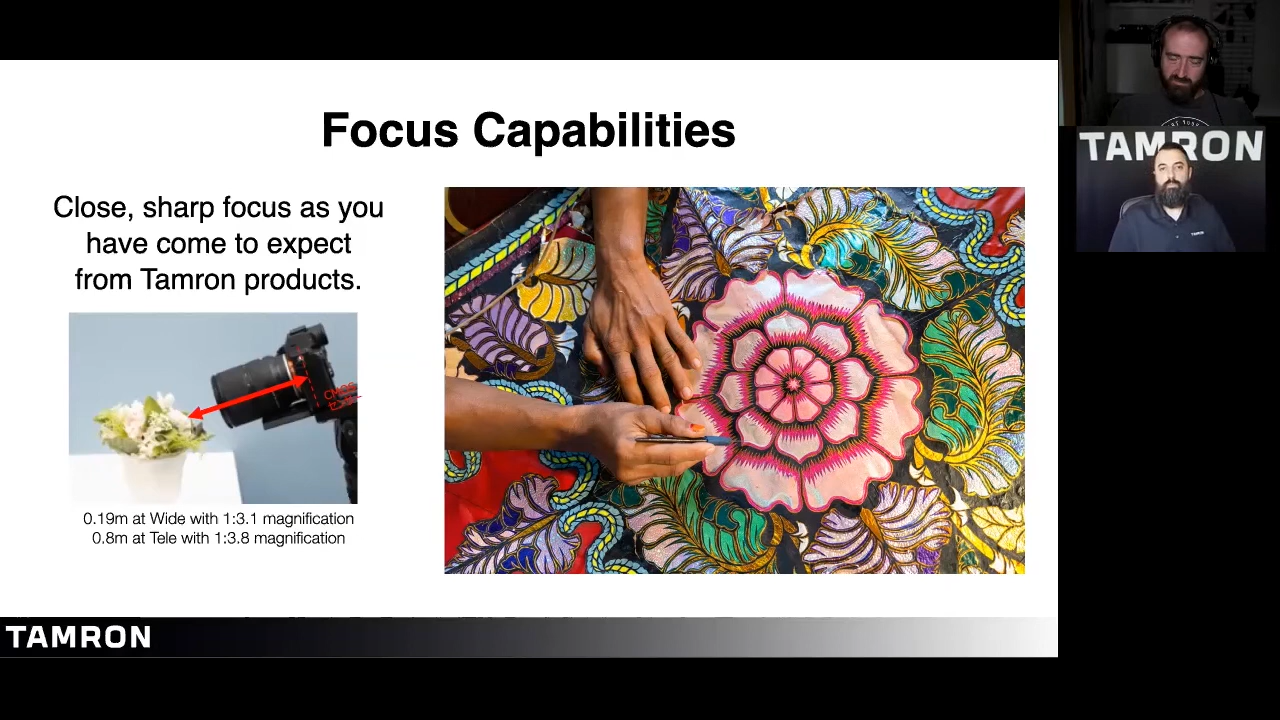 Focus Capabilities
Close, sharp focus as you
have come to expect
from Tamron products.
0.19m at Wide with 1:3.1 magnification
0.8m at Tele with 1:3.8 magnification
TAMRON
TAMRON